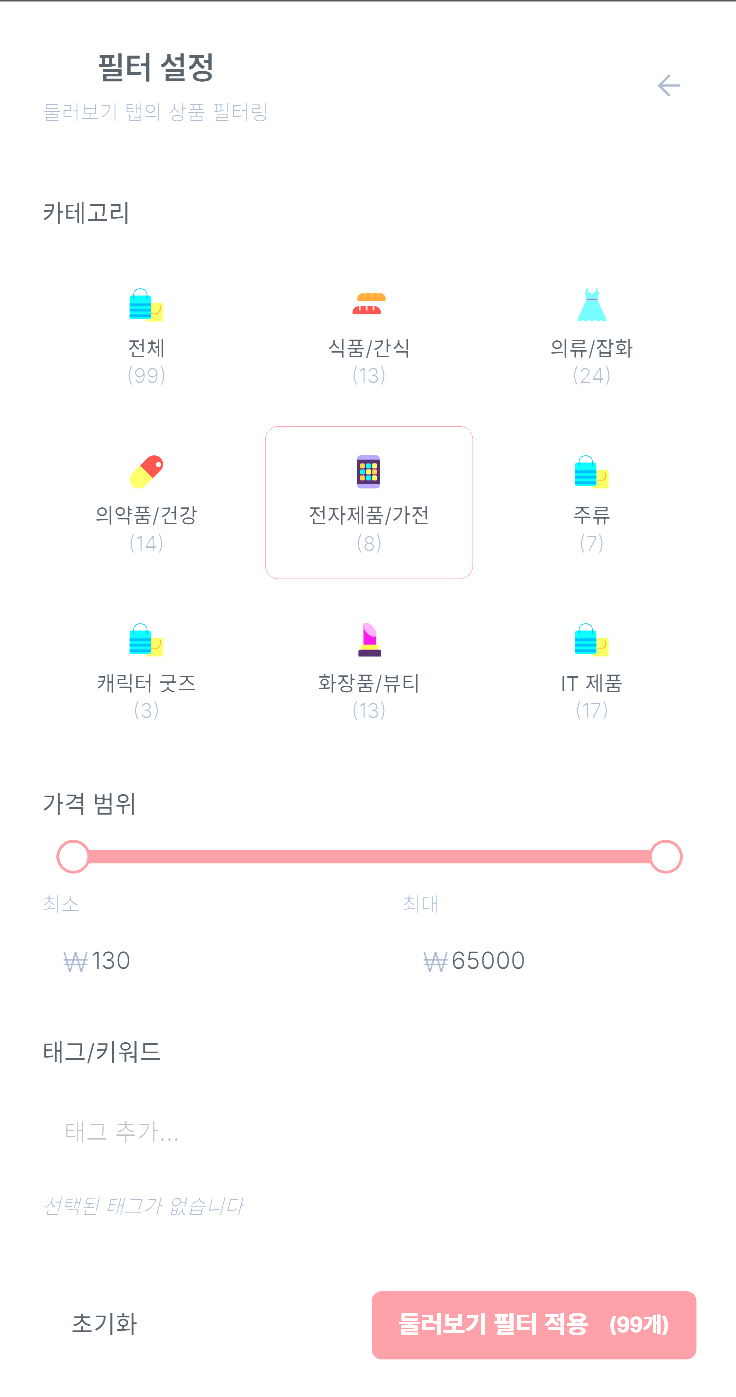 필터 설정
둘러보기 탭의 상품 필터링
카테고리
전체
(99)
식품/간식
(13)
의류/잡화
(24)
의약품/건강
(14)
전자제품/가전
(8)
주류
(7)
캐릭터 굿즈
(3)
화장품/뷰티
(13)
IT 제품
(17)
가격 범위
최소
최대
₩130
₩65000
태그/키워드
태그 추가...
선택된 태그가 없습니다
초기화
둘러보기 필터 적용 (99개)